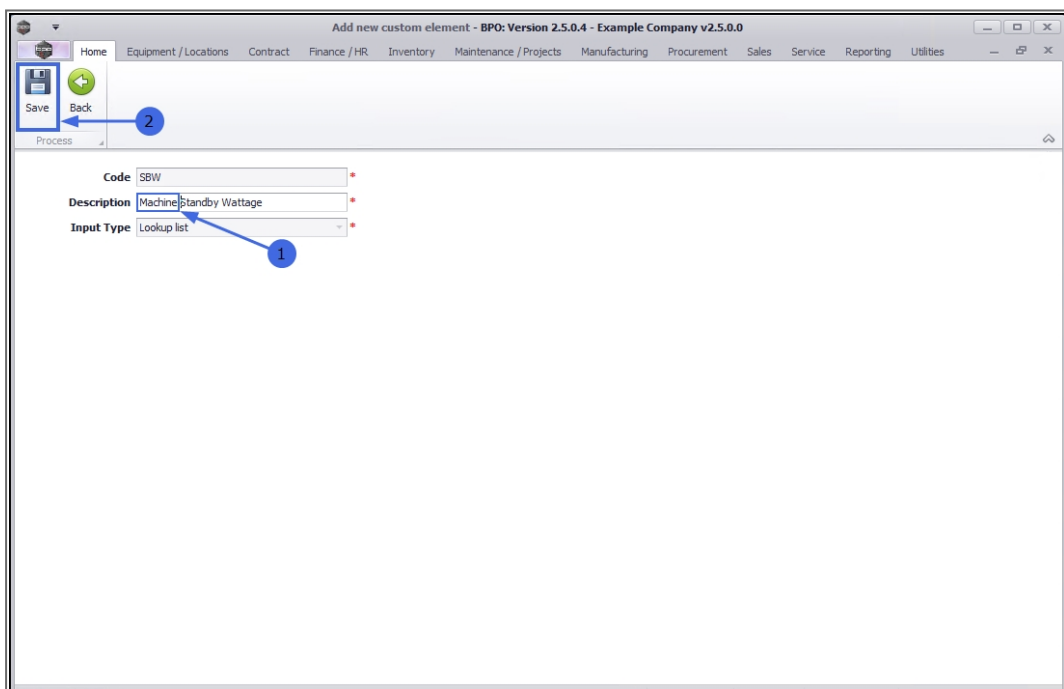 Add new custom element - BPO: Version 2.5.0.4 - Example Company v2.5.0.0
Home Equipment / Locations Contract Finance / HR Inventory Maintenance / Projects Manufacturing Procurement Sales Service Reporting Utilities
Save Back
2
Process
Code SBW *
Description Machine Standby Wattage *
Input Type Lookup list *
1